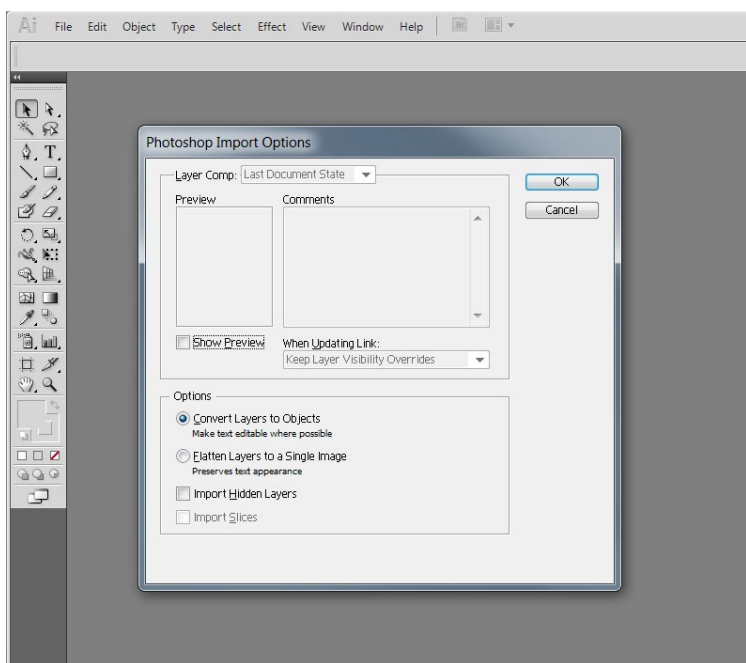 Ai File Edit Object Type Select Effect View Window Help Br
Photoshop Import Options
Layer Comp: Last Document State
OK
Preview Comments
Cancel
Show Preview
When Updating Link:
Keep Layer Visibility Overrides
Options
Convert Layers to Objects
Make text editable where possible
Flatten Layers to a Single Image
Preserves text appearance
Import Hidden Layers
Import Slices